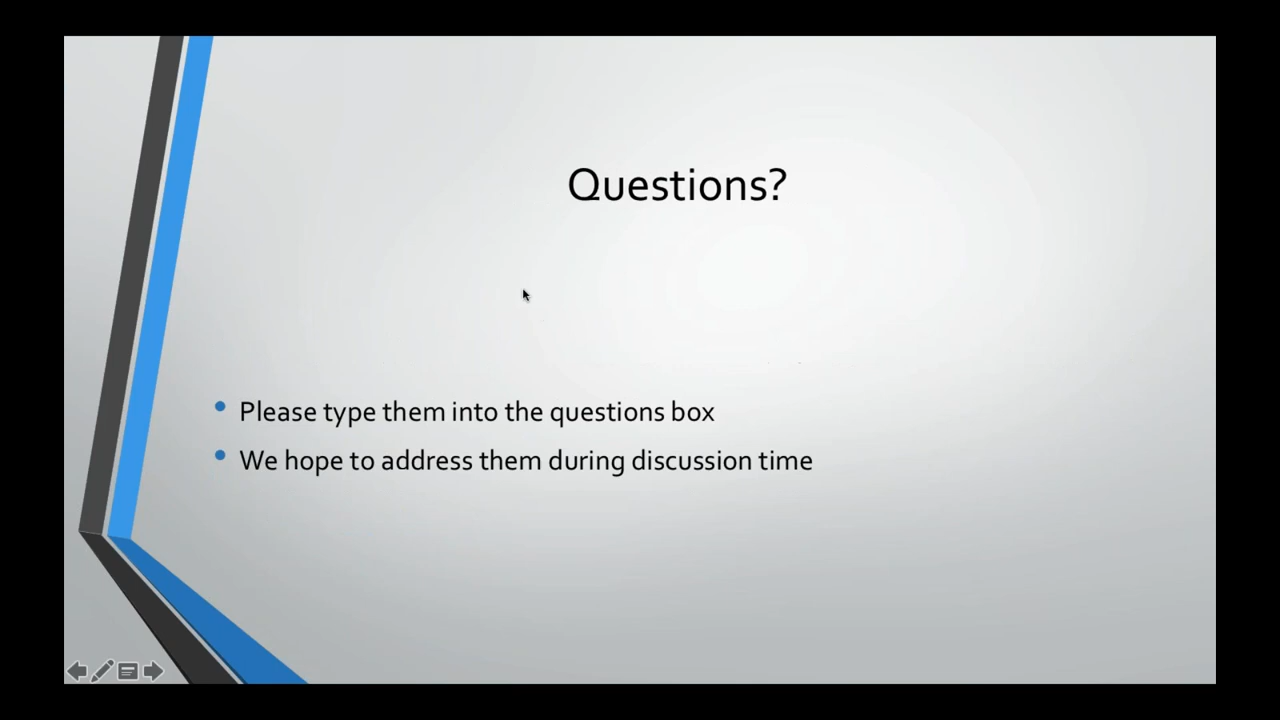 Questions?
Please type them into the questions box
We hope to address them during discussion time